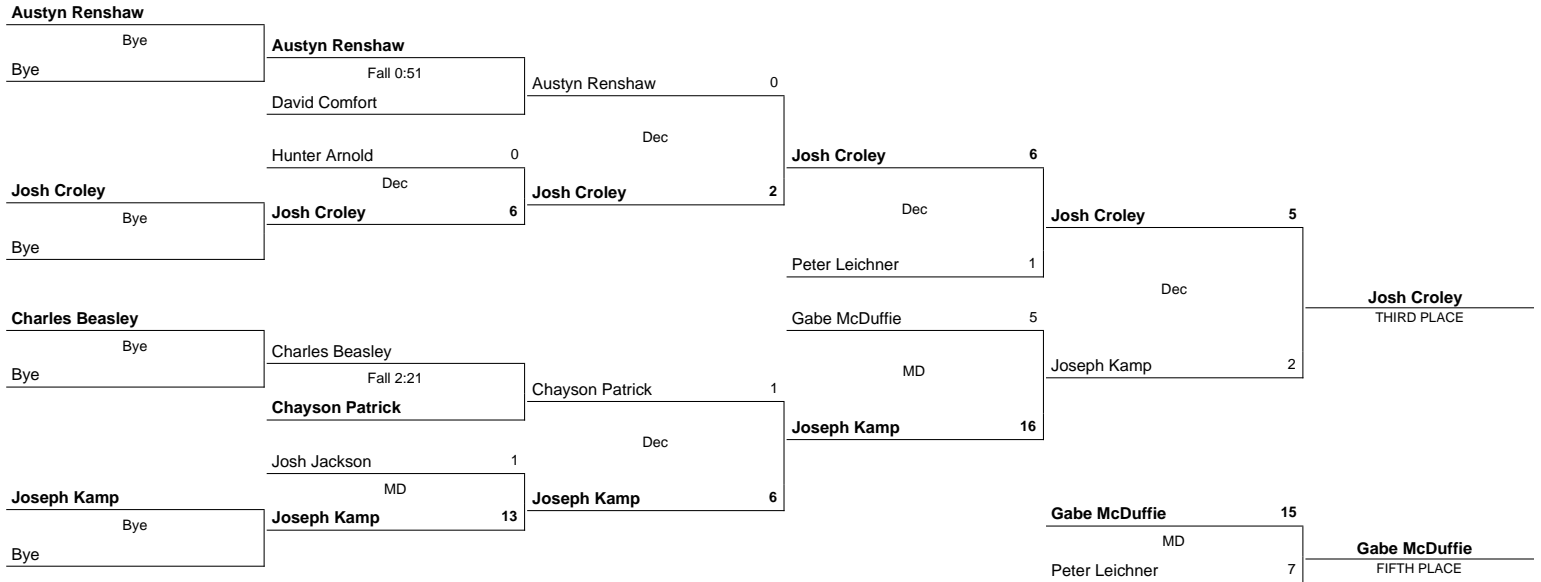 Austyn Renshaw
Bye
Bye
Josh Croley
Bye
Bye
Charles Beasley
Bye
Bye
Joseph Kamp
Bye
Bye
Austyn Renshaw
Fall 0:51
David Comfort
Hunter Arnold 0
Dec
Josh Croley 6
Charles Beasley
Fall 2:21
Chayson Patrick
Josh Jackson 1
MD
Joseph Kamp 13
Austyn Renshaw 0
Dec
Josh Croley 2
Chayson Patrick 1
Dec
Joseph Kamp 6
Josh Croley 6
Dec
Peter Leichner 1
Gabe McDuffie 5
MD
Joseph Kamp 16
Josh Croley 5
Dec
Joseph Kamp 2
Josh Croley
THIRD PLACE
Gabe McDuffie 15
MD
Peter Leichner 7
Gabe McDuffie
FIFTH PLACE